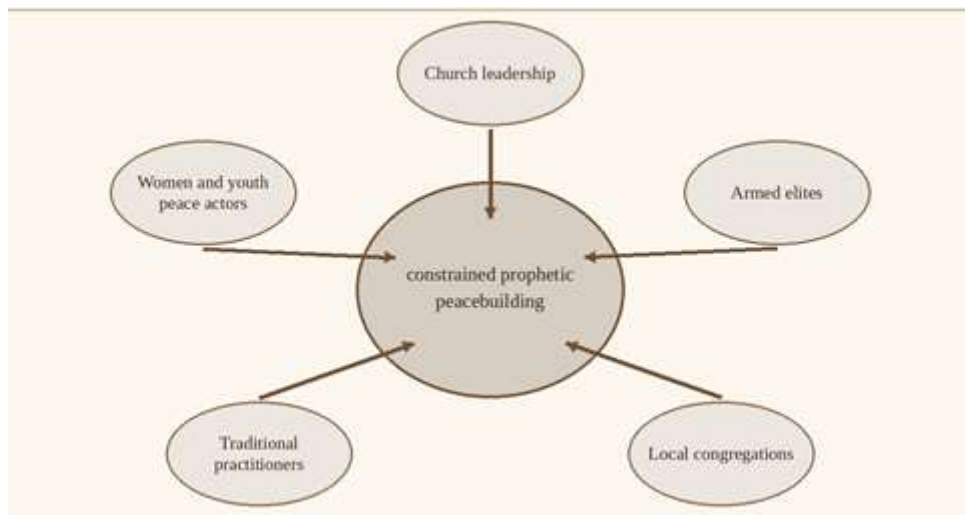 Church leadership
Women and youth
peace actors
Armed elites
constrained prophetic
peacebuilding
Traditional
practitioners
Local congregations